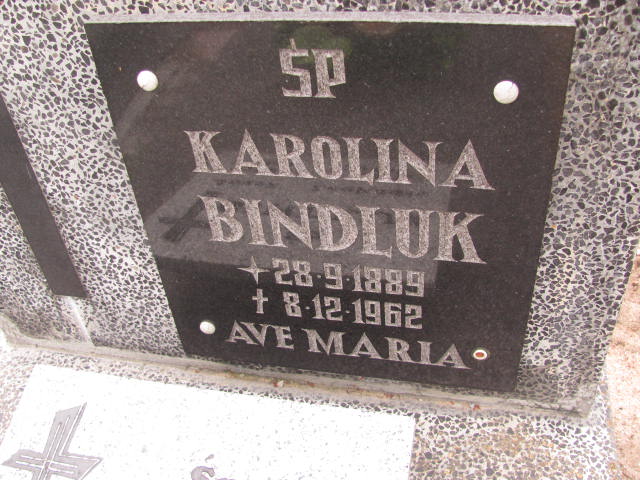 ŚP
KAROLINA
BINDLUK
28·9·1889
8·12·1962
AVE MARIA